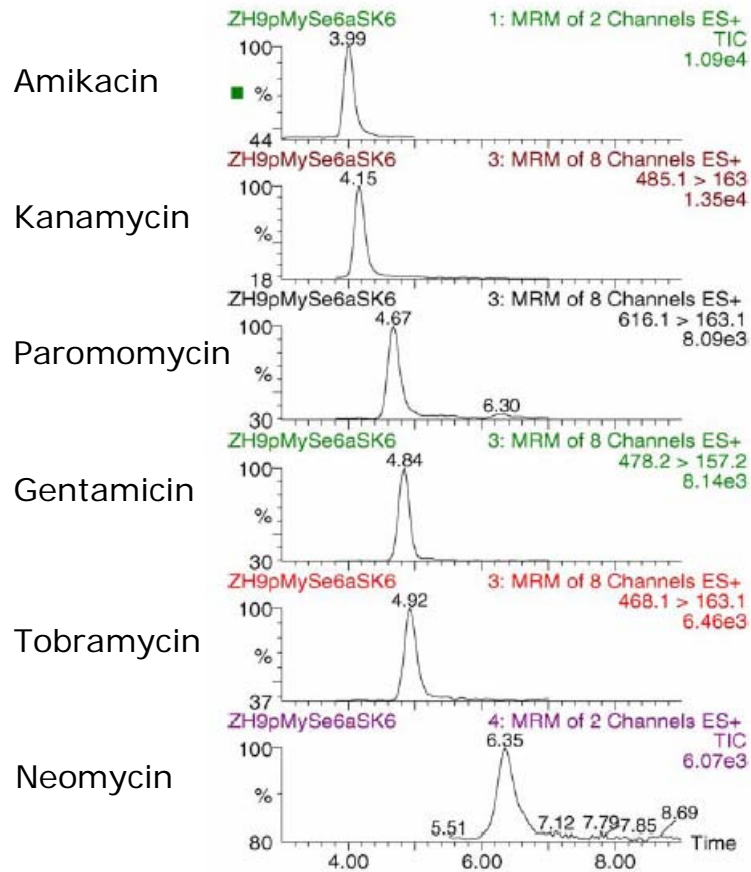 Amikacin
ZH9pMySe6aSK6 1: MRM of 2 Channels ES+
TIC
1.09e4
3.99
100
%
44
Kanamycin
ZH9pMySe6aSK6 3: MRM of 8 Channels ES+
485.1 > 163
1.35e4
4.15
100
%
18
Paromomycin
ZH9pMySe6aSK6 3: MRM of 8 Channels ES+
616.1 > 163.1
8.09e3
4.67
100
%
6.30
30
Gentamicin
ZH9pMySe6aSK6 3: MRM of 8 Channels ES+
478.2 > 157.2
8.14e3
4.84
100
%
30
Tobramycin
ZH9pMySe6aSK6 3: MRM of 8 Channels ES+
468.1 > 163.1
6.46e3
4.92
100
%
37
Neomycin
ZH9pMySe6aSK6 4: MRM of 2 Channels ES+
TIC
6.07e3
6.35
100
%
5.51 7.12 7.79 7.85 8.69
80 Time
4.00 6.00 8.00